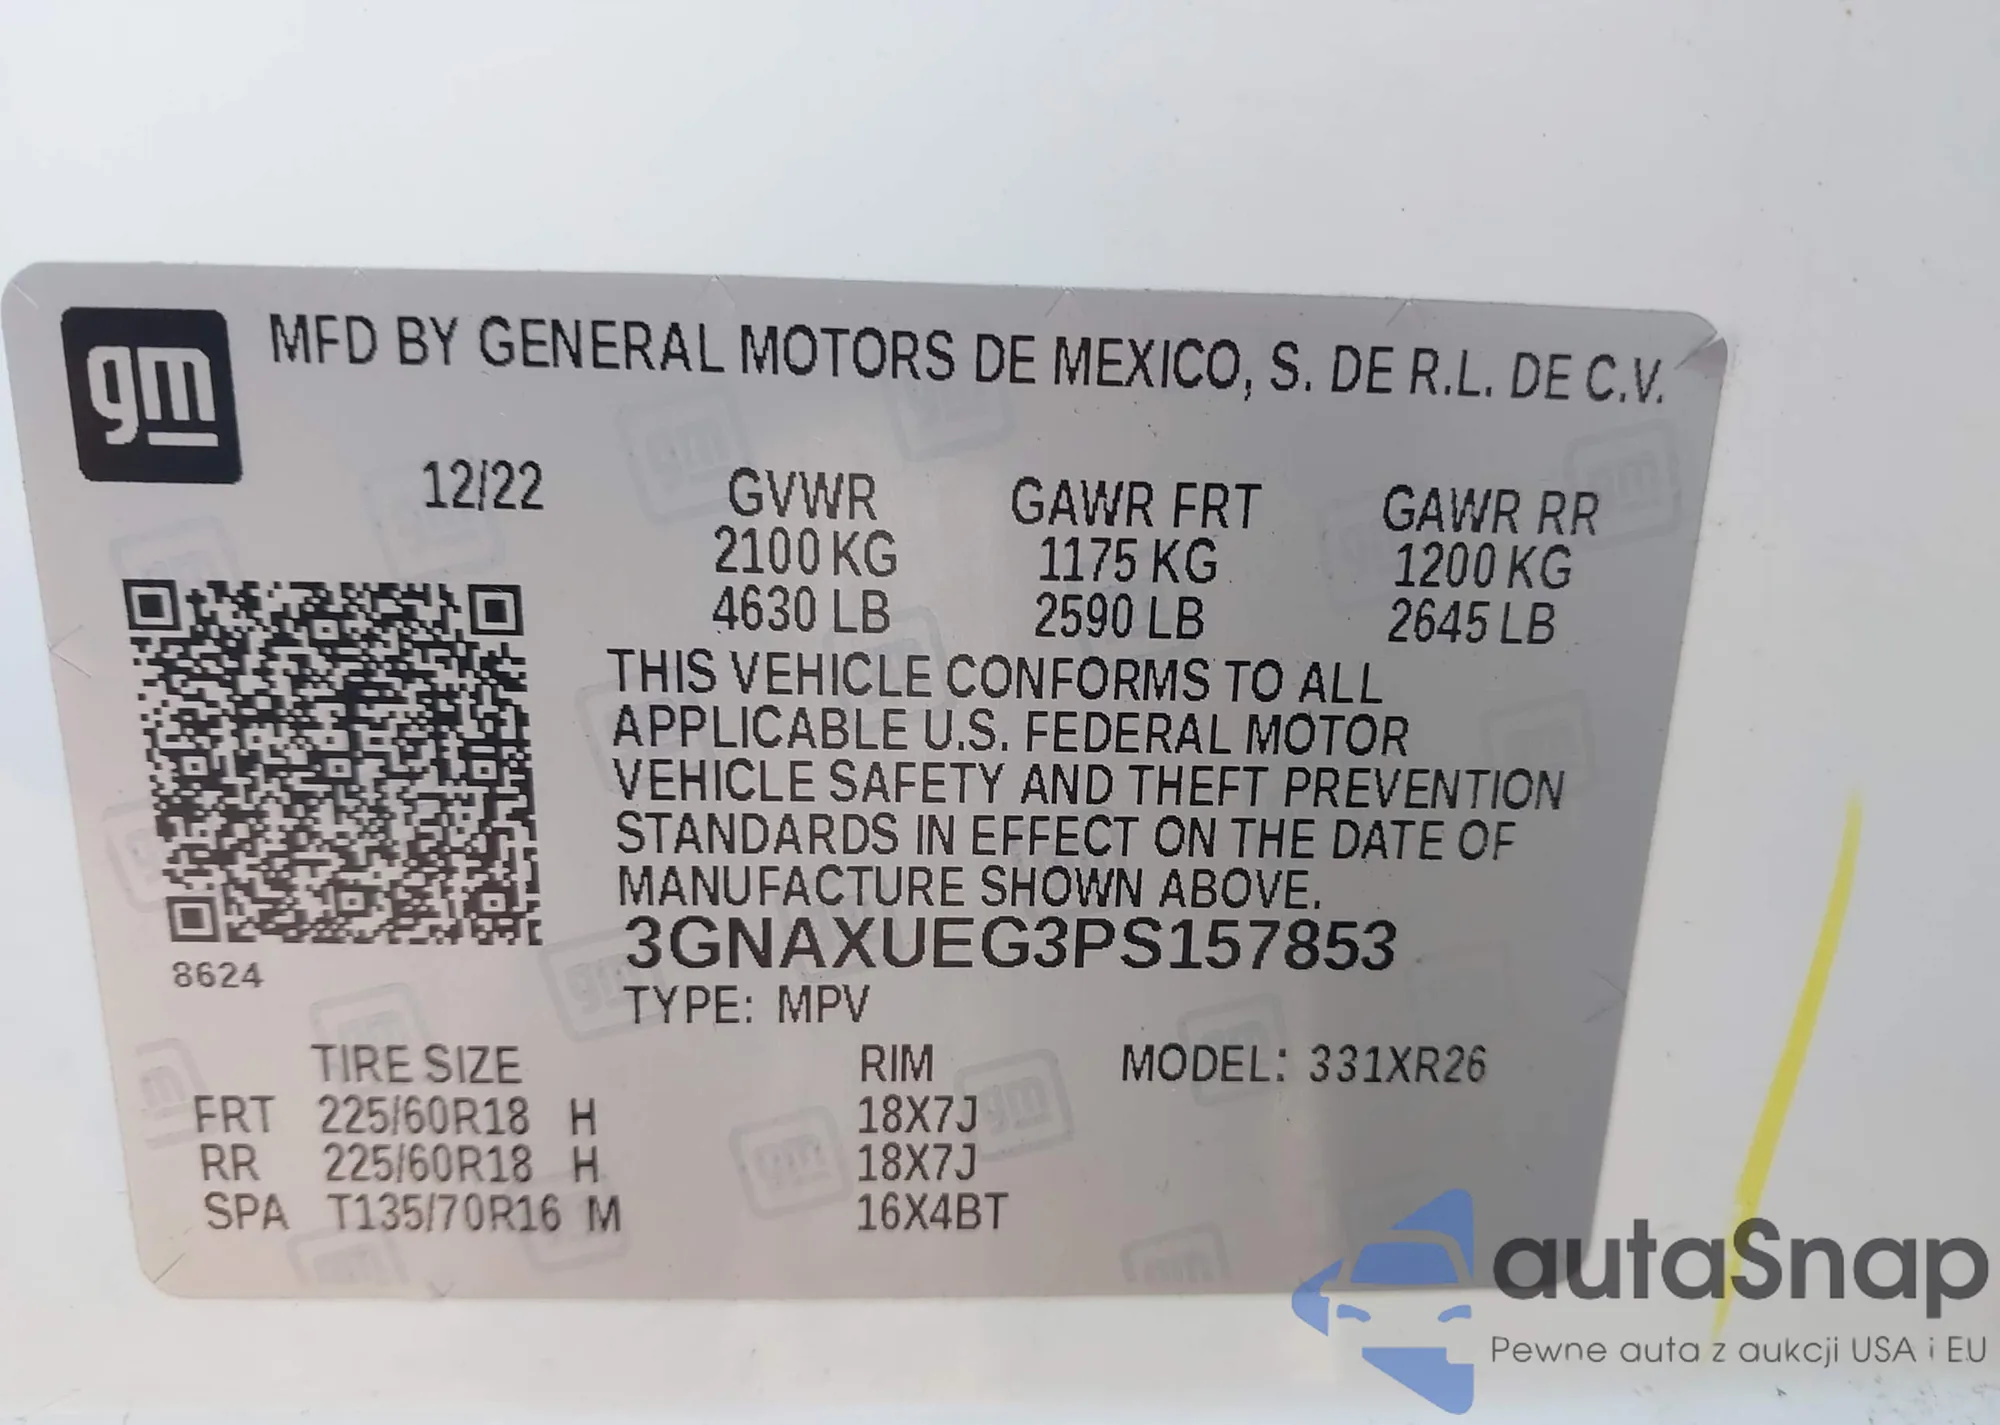 gm
MFD BY GENERAL MOTORS DE MEXICO, S. DE R.L. DE C.V.
12/22 GVWR GAWR FRT GAWR RR
2100 KG 1175 KG 1200 KG
4630 LB 2590 LB 2645 LB
THIS VEHICLE CONFORMS TO ALL
APPLICABLE U.S. FEDERAL MOTOR
VEHICLE SAFETY AND THEFT PREVENTION
STANDARDS IN EFFECT ON THE DATE OF
MANUFACTURE SHOWN ABOVE.
3GNAXUEG3PS157853
8624
TYPE: MPV
TIRE SIZE RIM MODEL: 331XR26
FRT 225/60R18 H 18X7J
RR 225/60R18 H 18X7J
SPA T135/70R16 M 16X4BT
autaSnap
Pewne auta z aukcji USA i EU